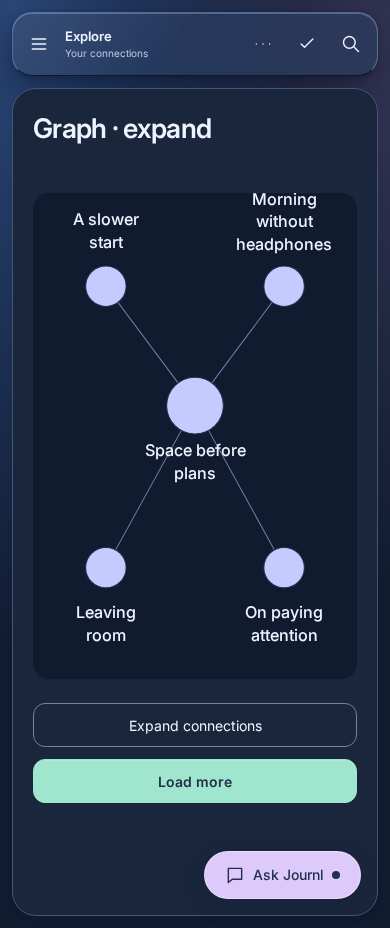 Explore
Your connections
...
Graph · expand
A slower
start
Morning
without
headphones
Space before
plans
Leaving
room
On paying
attention
Expand connections
Load more
Ask Journl